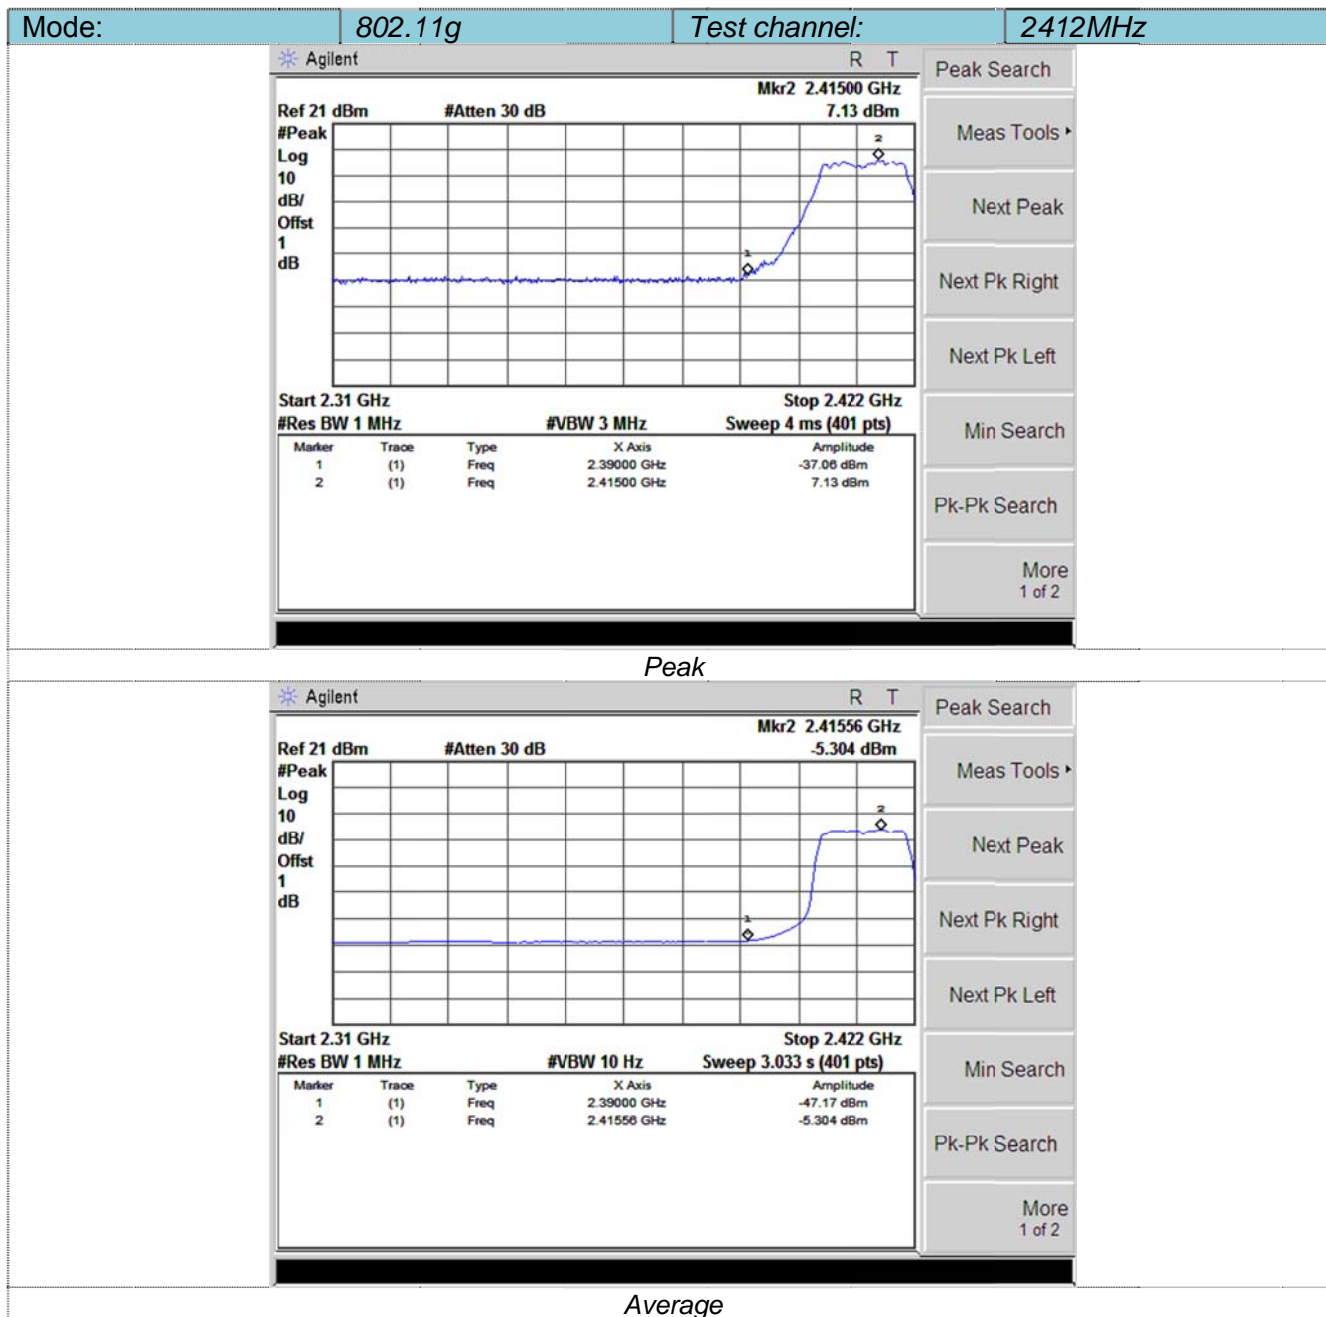 Mode: 802.11g Test channel: 2412MHz
Agilent R T
Peak Search
Mkr2 2.41500 GHz
Ref 21 dBm #Atten 30 dB 7.13 dBm
#Peak
Log
10
dB/
Offst
1
dB
2
1
Meas Tools
Next Peak
Next Pk Right
Next Pk Left
Min Search
Pk-Pk Search
More
1 of 2
Start 2.31 GHz Stop 2.422 GHz
#Res BW 1 MHz #VBW 3 MHz Sweep 4 ms (401 pts)
Marker Trace Type X Axis Amplitude
1 (1) Freq 2.39000 GHz -37.06 dBm
2 (1) Freq 2.41500 GHz 7.13 dBm
Peak
Agilent R T
Peak Search
Mkr2 2.41556 GHz
Ref 21 dBm #Atten 30 dB -5.304 dBm
#Peak
Log
10
dB/
Offst
1
dB
2
1
Meas Tools
Next Peak
Next Pk Right
Next Pk Left
Min Search
Pk-Pk Search
More
1 of 2
Start 2.31 GHz Stop 2.422 GHz
#Res BW 1 MHz #VBW 10 Hz Sweep 3.033 s (401 pts)
Marker Trace Type X Axis Amplitude
1 (1) Freq 2.39000 GHz -47.17 dBm
2 (1) Freq 2.41556 GHz -5.304 dBm
Average